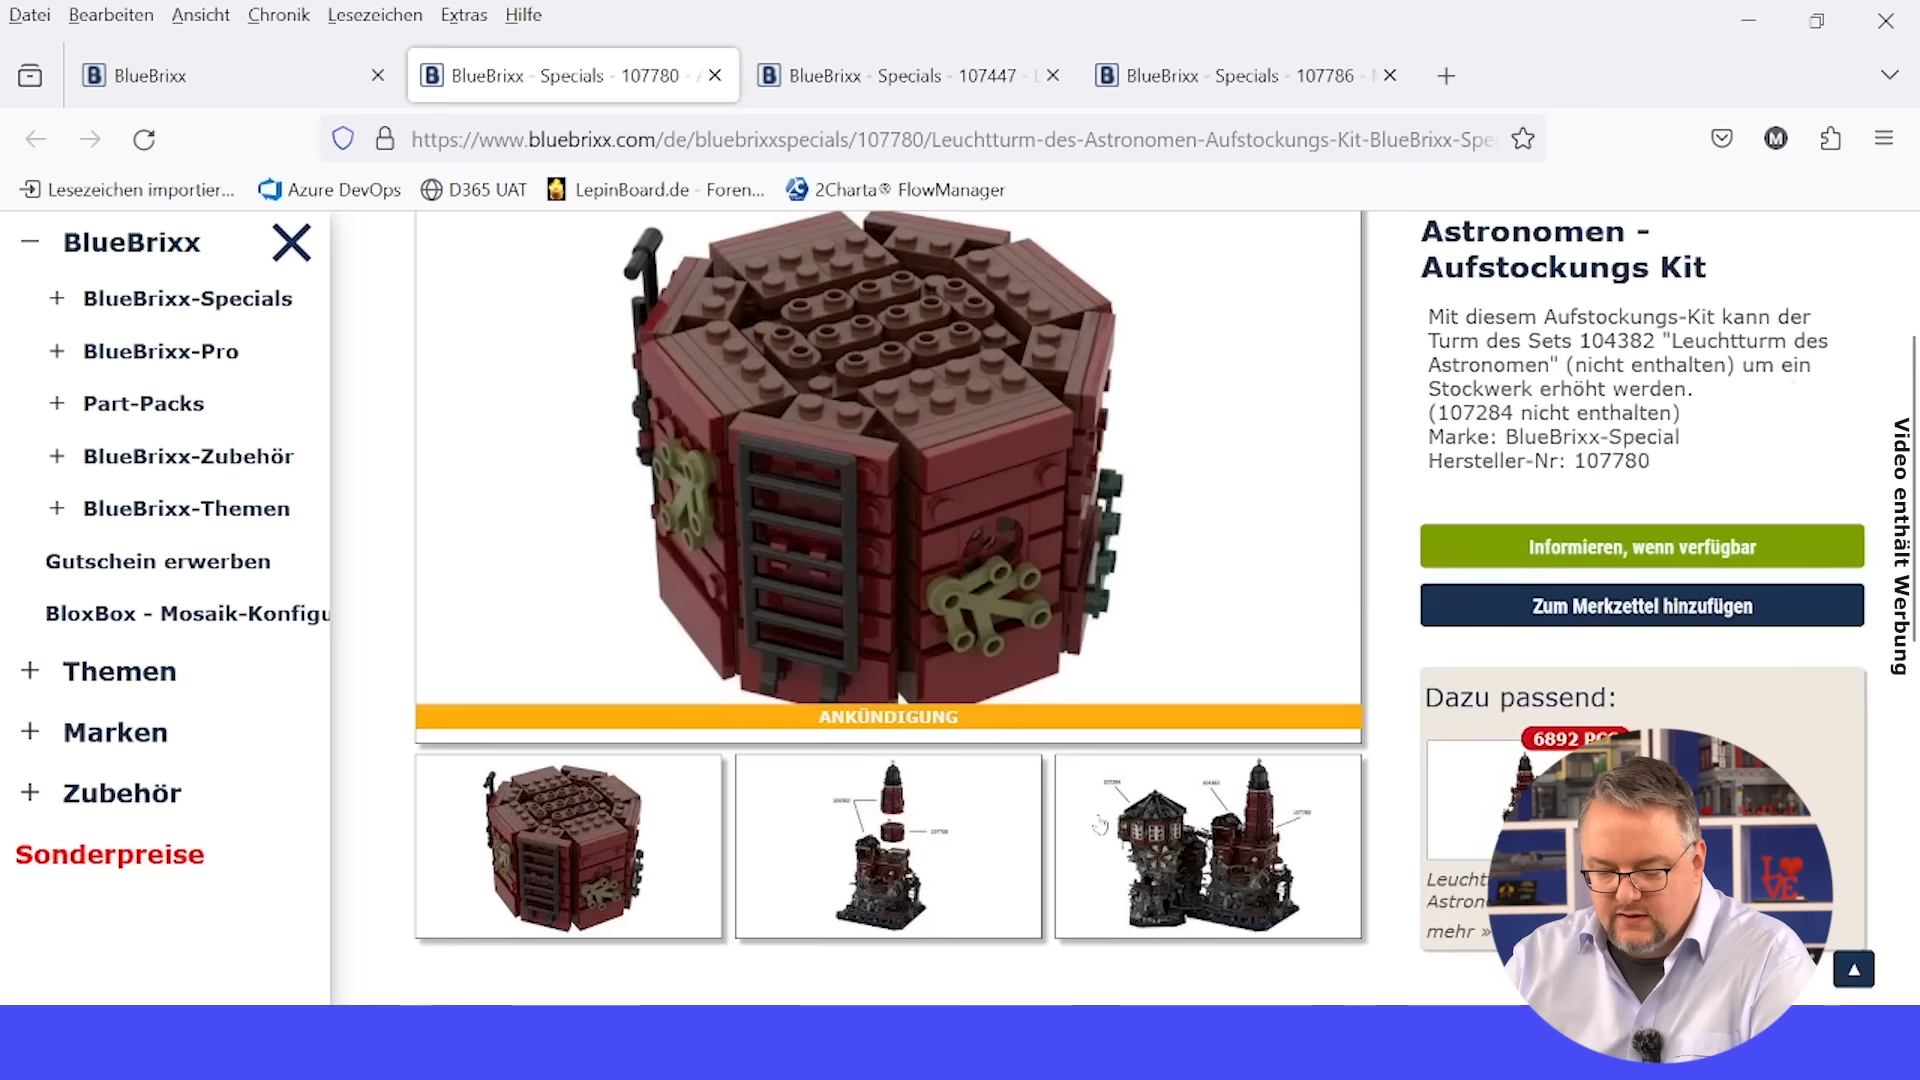 Datei Bearbeiten Ansicht Chronik Lesezeichen Extras Hilfe
BlueBrixx
BlueBrixx - Specials - 107780 -
BlueBrixx - Specials - 107447 -
BlueBrixx - Specials - 107786 -
https://www.bluebrixx.com/de/bluebrixxspecials/107780/Leuchtturm-des-Astronomen-Aufstockungs-Kit-BlueBrixx-Spe
M
Lesezeichen importier...
Azure DevOps
D365 UAT
LepinBoard.de - Foren...
2Charta® FlowManager
BlueBrixx
BlueBrixx-Specials
BlueBrixx-Pro
Part-Packs
BlueBrixx-Zubehör
BlueBrixx-Themen
Gutschein erwerben
BloxBox - Mosaik-Konfigu
Themen
Marken
Zubehör
Sonderpreise
ANKÜNDIGUNG
104382
107780
104382
Astronomen -
Aufstockungs Kit
Mit diesem Aufstockungs-Kit kann der
Turm des Sets 104382 "Leuchtturm des
Astronomen" (nicht enthalten) um ein
Stockwerk erhöht werden.
(107284 nicht enthalten)
Marke: BlueBrixx-Special
Hersteller-Nr: 107780
Informieren, wenn verfügbar
Zum Merkzettel hinzufügen
Dazu passend:
6892 PCS
Leucht
Astron
mehr »
LOVE
Video enthält Werbung